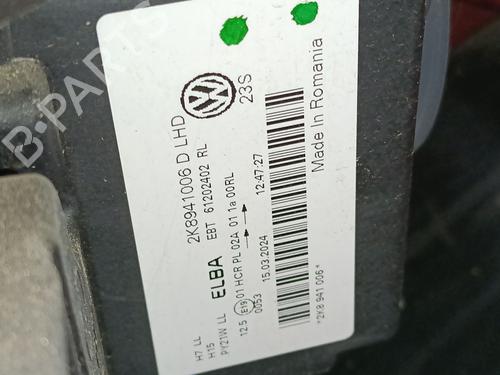 B-PARTS
2K8941006 D LHD
EBT 61202402 RL
23S
ELBA
H7 LL
H15
PY21W LL
12.5 E19 01 HCR PL 02A 01 1a 00RL
0053
15.03.2024
12:47:27
Made In Romania
*2K8 941 006*